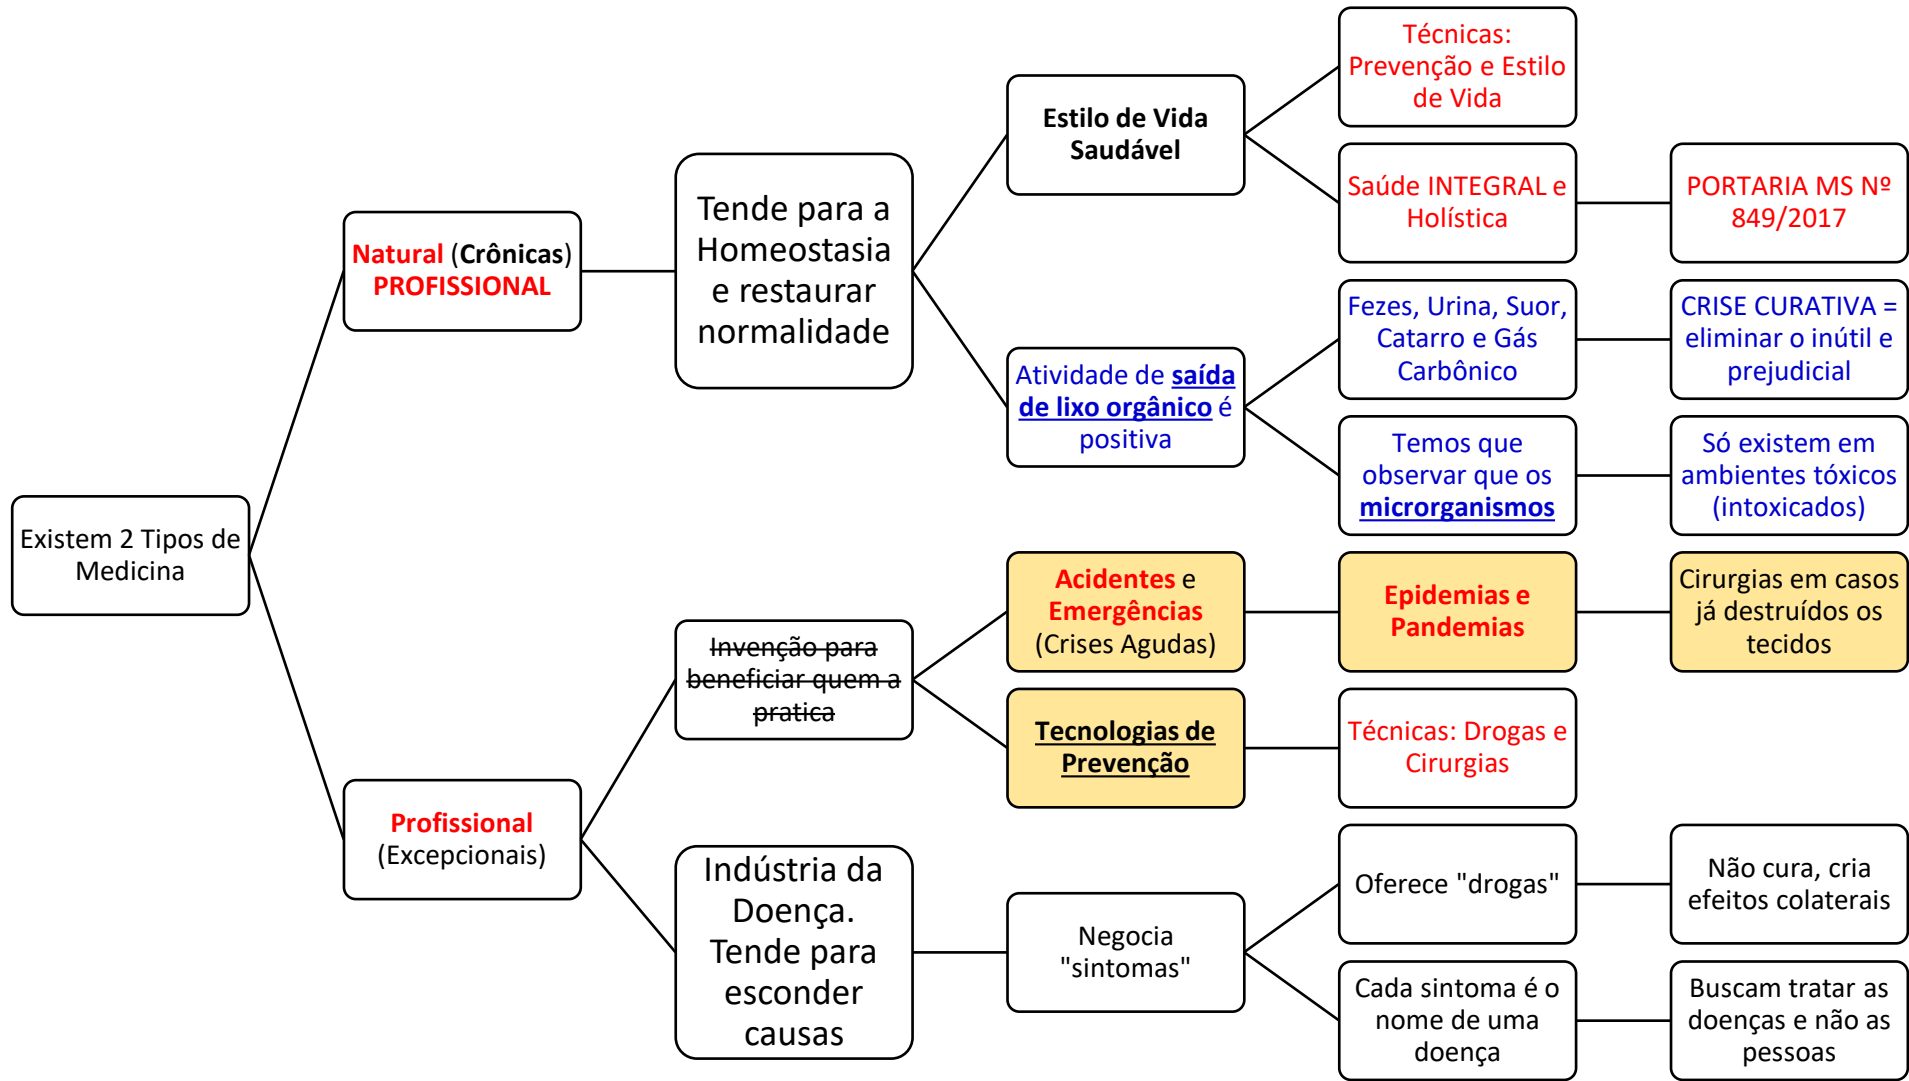 Existem 2 Tipos de
Medicina
Natural (Crônicas)
PROFISSIONAL
Tende para a
Homeostasia
e restaurar
normalidade
Estilo de Vida
Saudável
Técnicas:
Prevenção e Estilo
de Vida
Saúde INTEGRAL e
Holística
PORTARIA MS Nº
849/2017
Atividade de saída
de lixo orgânico é
positiva
Fezes, Urina, Suor,
Catarro e Gás
Carbônico
CRISE CURATIVA =
eliminar o inútil e
prejudicial
Temos que
observar que os
microrganismos
Só existem em
ambientes tóxicos
(intoxicados)
Profissional
(Excepcionais)
Invenção para
beneficiar quem a
pratica
Acidentes e
Emergências
(Crises Agudas)
Epidemias e
Pandemias
Cirurgias em casos
já destruídos os
tecidos
Tecnologias de
Prevenção
Técnicas: Drogas e
Cirurgias
Indústria da
Doença.
Tende para
esconder
causas
Negocia
"sintomas"
Oferece "drogas"
Não cura, cria
efeitos colaterais
Cada sintoma é o
nome de uma
doença
Buscam tratar as
doenças e não as
pessoas